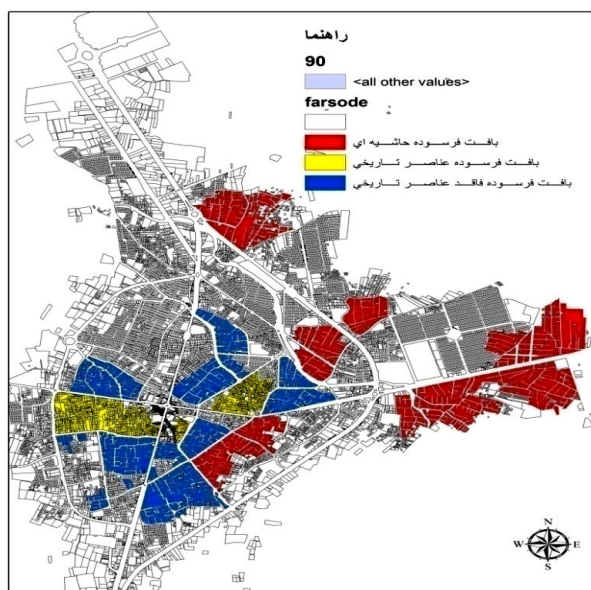 راهنما
90
<all other values>
farsode
بافت فرسوده حاشیه ای
بافت فرسوده عناصر تاریخی
بافت فرسوده فاقد عناصر تاریخی
N
W E
S